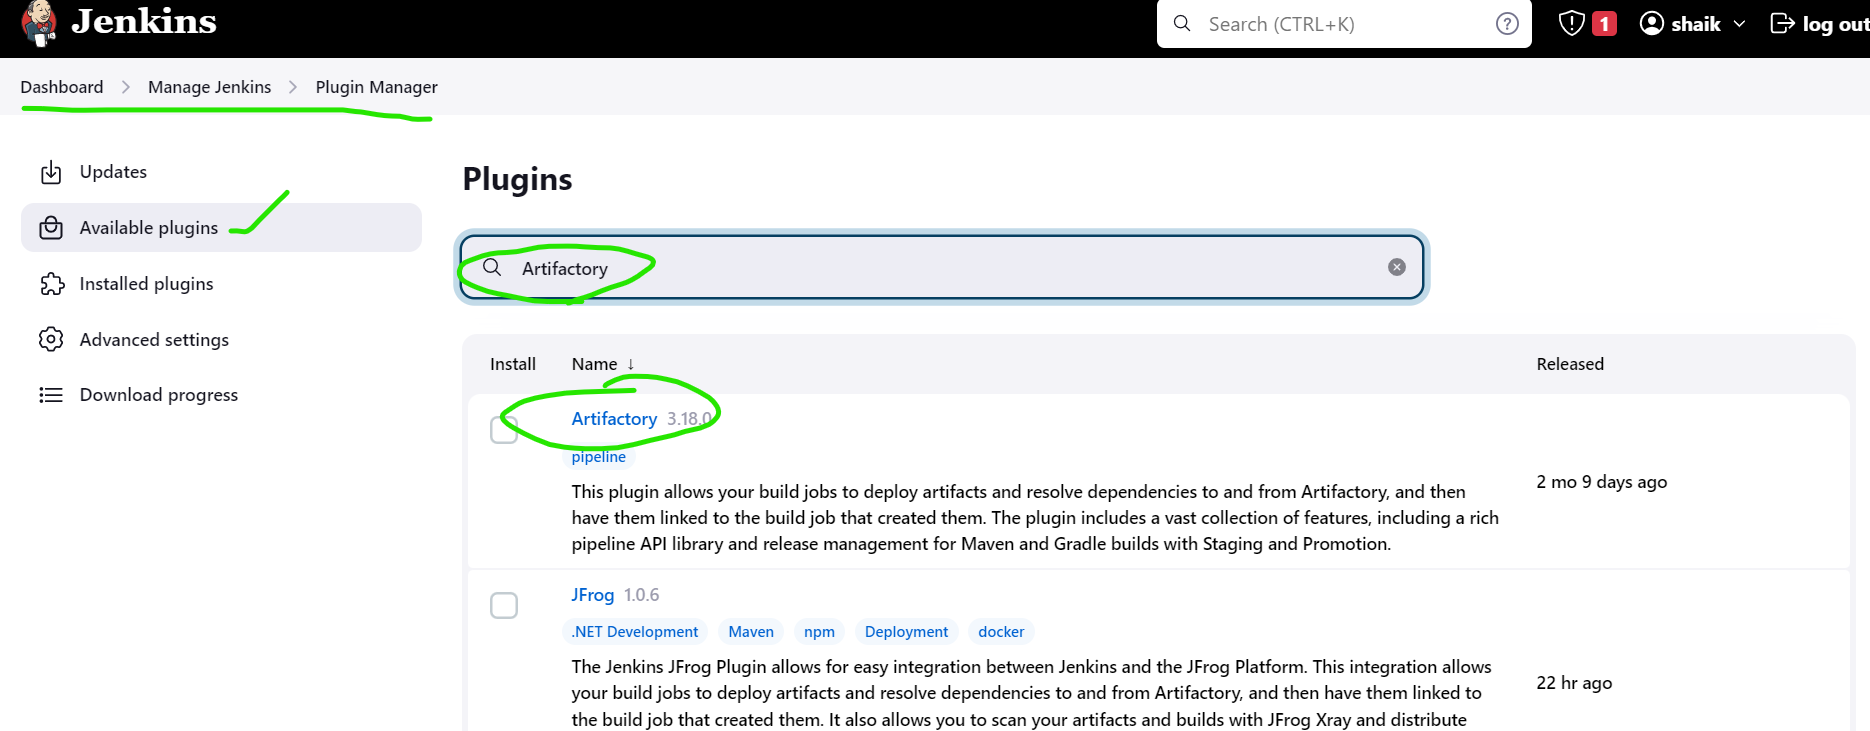 Jenkins
Search (CTRL+K)
1
shaik
log out
Dashboard
Manage Jenkins
Plugin Manager
Updates
Available plugins
Installed plugins
Advanced settings
Download progress
Plugins
Artifactory
Install Name ↓ Released
Artifactory 3.18.0
pipeline
This plugin allows your build jobs to deploy artifacts and resolve dependencies to and from Artifactory, and then
have them linked to the build job that created them. The plugin includes a vast collection of features, including a rich
pipeline API library and release management for Maven and Gradle builds with Staging and Promotion.
2 mo 9 days ago
JFrog 1.0.6
.NET Development Maven npm Deployment docker
The Jenkins JFrog Plugin allows for easy integration between Jenkins and the JFrog Platform. This integration allows
your build jobs to deploy artifacts and resolve dependencies to and from Artifactory, and then have them linked to
the build job that created them. It also allows you to scan your artifacts and builds with JFrog Xray and distribute
22 hr ago